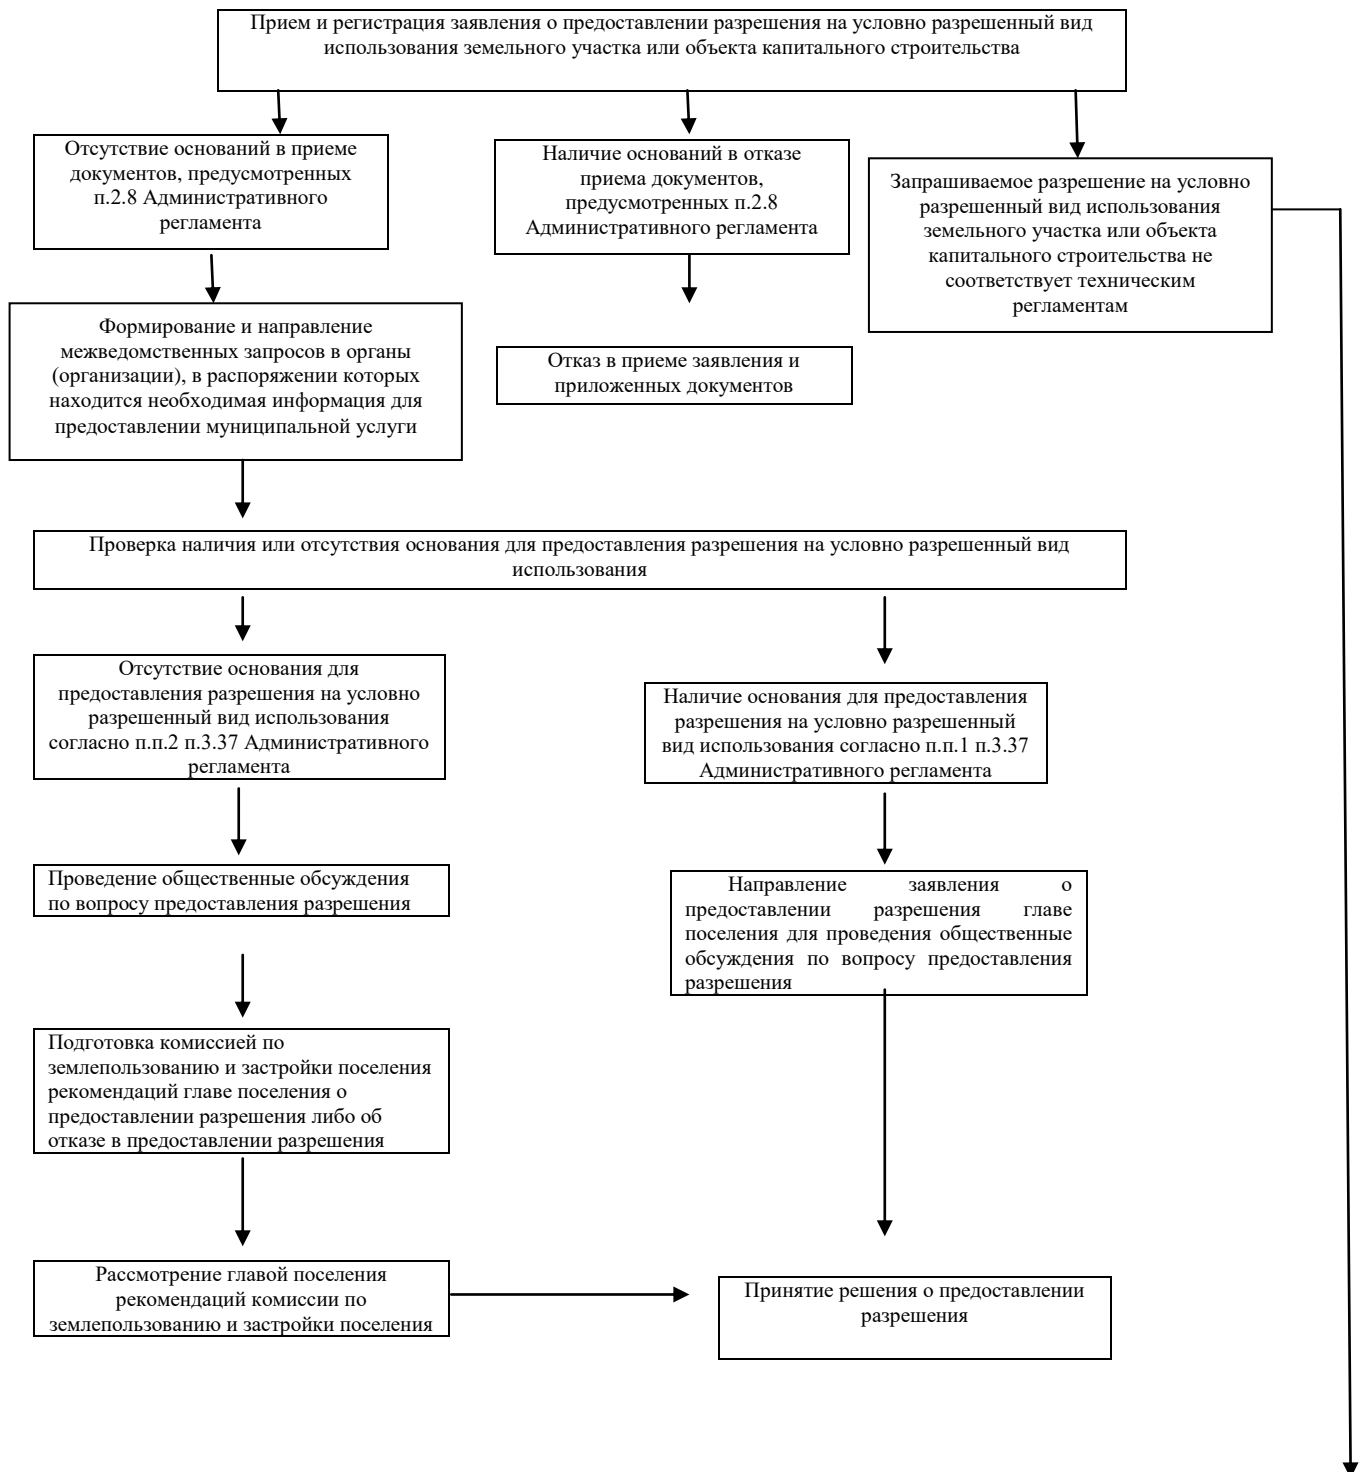 Прием и регистрация заявления о предоставлении разрешения на условно разрешенный вид
использования земельного участка или объекта капитального строительства
Отсутствие оснований в приеме
документов, предусмотренных
п.2.8 Административного
регламента
Наличие оснований в отказе
приема документов,
предусмотренных п.2.8
Административного регламента
Запрашиваемое разрешение на условно
разрешенный вид использования
земельного участка или объекта
капитального строительства не
соответствует техническим
регламентам
Формирование и направление
межведомственных запросов в органы
(организации), в распоряжении которых
находится необходимая информация для
предоставлении муниципальной услуги
Отказ в приеме заявления и
приложенных документов
Проверка наличия или отсутствия основания для предоставления разрешения на условно разрешенный вид
использования
Отсутствие основания для
предоставления разрешения на условно
разрешенный вид использования
согласно п.п.2 п.3.37 Административного
регламента
Наличие основания для предоставления
разрешения на условно разрешенный
вид использования согласно п.п.1 п.3.37
Административного регламента
Проведение общественные обсуждения
по вопросу предоставления разрешения
Направление заявления о
предоставлении разрешения главе
поселения для проведения общественные
обсуждения по вопросу предоставления
разрешения
Подготовка комиссией по
землепользованию и застройки поселения
рекомендаций главе поселения о
предоставлении разрешения либо об
отказе в предоставлении разрешения
Рассмотрение главой поселения
рекомендаций комиссии по
землепользованию и застройки поселения
Принятие решения о предоставлении
разрешения